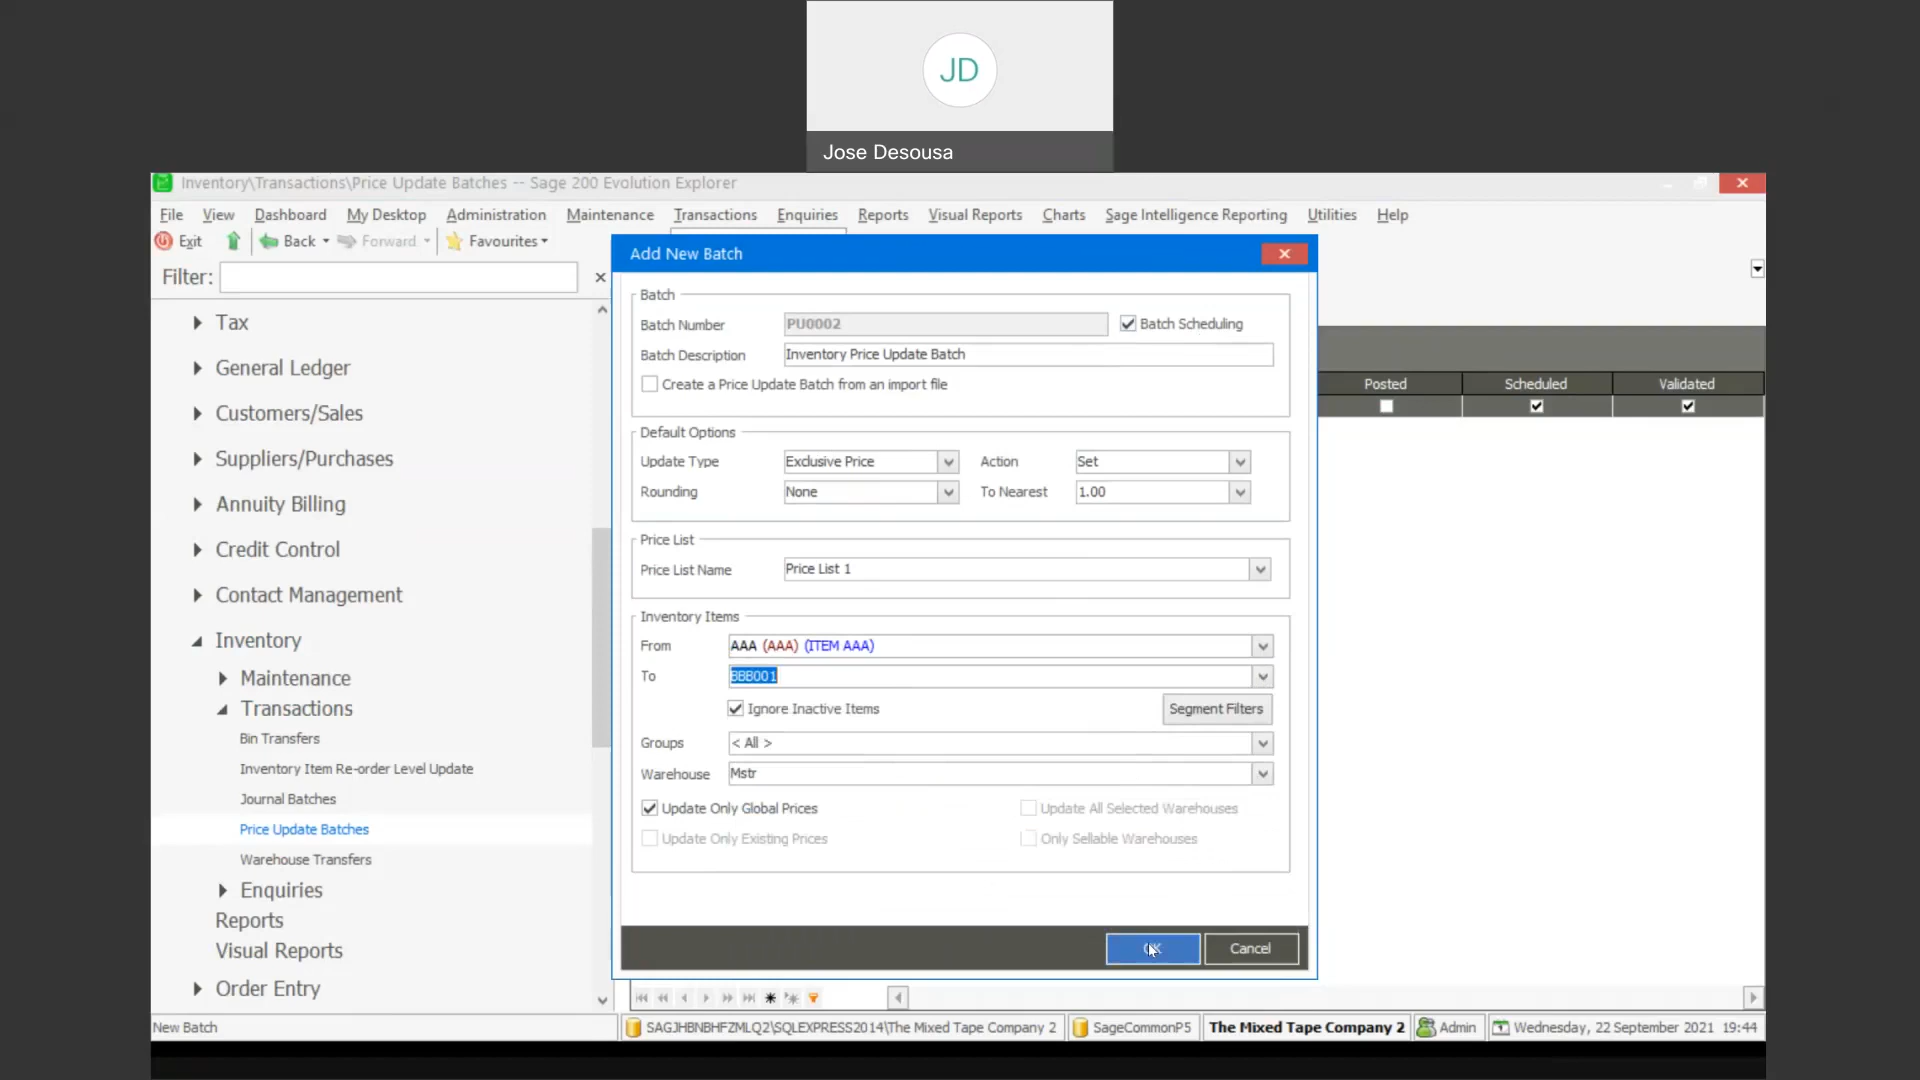 JD
Jose Desousa
Inventory\Transactions\Price Update Batches -- Sage 200 Evolution Explorer
File View Dashboard My Desktop Administration Maintenance Transactions Enquiries Reports Visual Reports Charts Sage Intelligence Reporting Utilities Help
Exit Back Forward Favourites
Filter:
Tax
General Ledger
Customers/Sales
Suppliers/Purchases
Annuity Billing
Credit Control
Contact Management
Inventory
Maintenance
Transactions
Bin Transfers
Inventory Item Re-order Level Update
Journal Batches
Price Update Batches
Warehouse Transfers
Enquiries
Reports
Visual Reports
Order Entry
Add New Batch
Batch
Batch Number PU0002 Batch Scheduling
Batch Description Inventory Price Update Batch
Create a Price Update Batch from an import file
Default Options
Update Type Exclusive Price Action Set
Rounding None To Nearest 1.00
Price List
Price List Name Price List 1
Inventory Items
From AAA (AAA) (ITEM AAA)
To BBB001
Ignore Inactive Items Segment Filters
Groups < All >
Warehouse Mstr
Update Only Global Prices Update All Selected Warehouses
Update Only Existing Prices Only Sellable Warehouses
OK Cancel
Posted Scheduled Validated
New Batch SAGJHBNBHFZMLQ2\SQLEXPRESS2014\The Mixed Tape Company 2 SageCommonP5 The Mixed Tape Company 2 Admin Wednesday, 22 September 2021 19:44